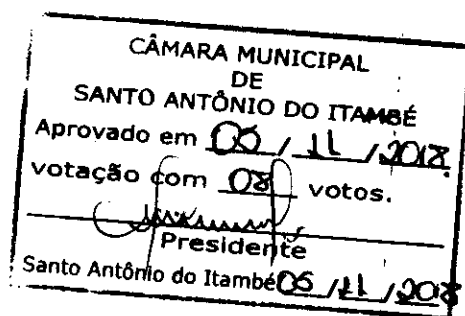 CÂMARA MUNICIPAL
DE
SANTO ANTÔNIO DO ITAMBÉ
Aprovado em 06 / 11 / 2018
votação com 08 votos.
Presidente
Santo Antônio do Itambé 06 / 11 / 2018